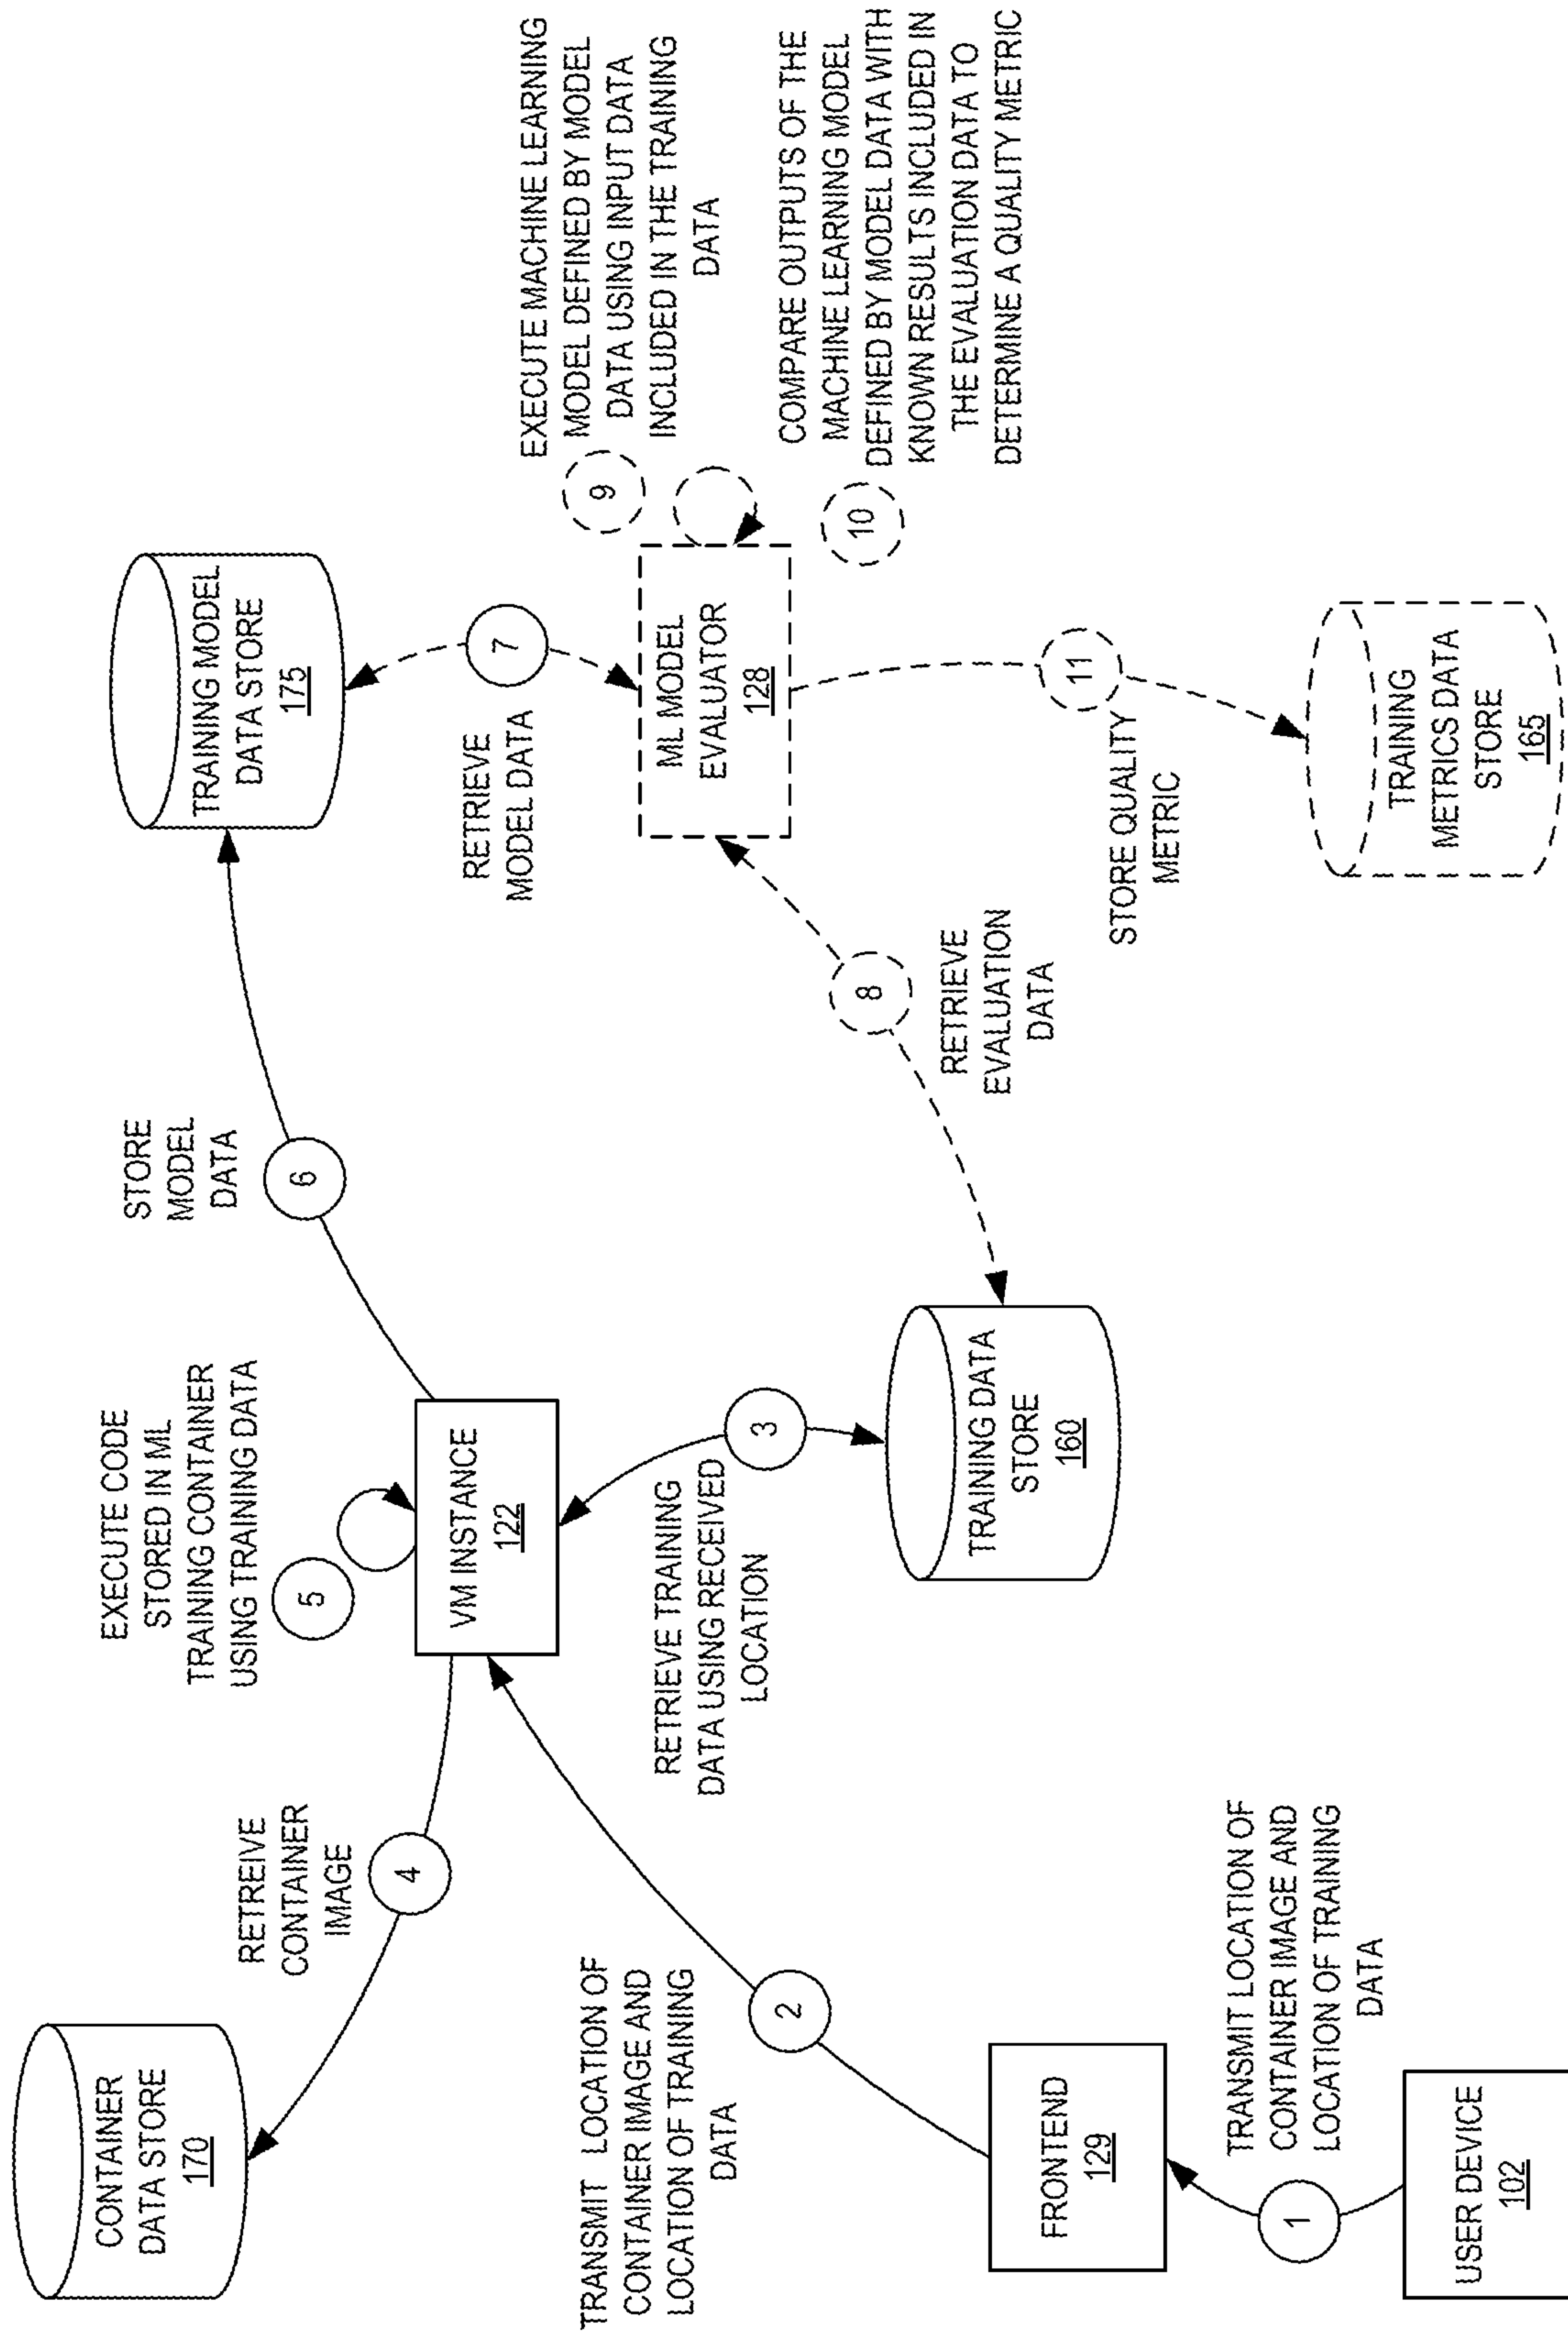 CONTAINER
DATA STORE
170
RETREIVE
CONTAINER
IMAGE
4
EXECUTE CODE
STORED IN ML
TRAINING CONTAINER
USING TRAINING DATA
5
VM INSTANCE
122
STORE
MODEL
DATA
6
TRAINING MODEL
DATA STORE
175
TRANSMIT LOCATION OF
CONTAINER IMAGE AND
LOCATION OF TRAINING
DATA
2
RETRIEVE TRAINING
DATA USING RECEIVED
LOCATION
3
RETRIEVE
MODEL DATA
7
EXECUTE MACHINE LEARNING
MODEL DEFINED BY MODEL
DATA USING INPUT DATA
INCLUDED IN THE TRAINING
DATA
9
ML MODEL
EVALUATOR
128
10
COMPARE OUTPUTS OF THE
MACHINE LEARNING MODEL
DEFINED BY MODEL DATA WITH
KNOWN RESULTS INCLUDED IN
THE EVALUATION DATA TO
DETERMINE A QUALITY METRIC
FRONTEND
129
TRAINING DATA
STORE
160
8
RETRIEVE
EVALUATION
DATA
11
STORE QUALITY
METRIC
TRANSMIT LOCATION OF
CONTAINER IMAGE AND
LOCATION OF TRAINING
DATA
1
USER DEVICE
102
TRAINING
METRICS DATA
STORE
165